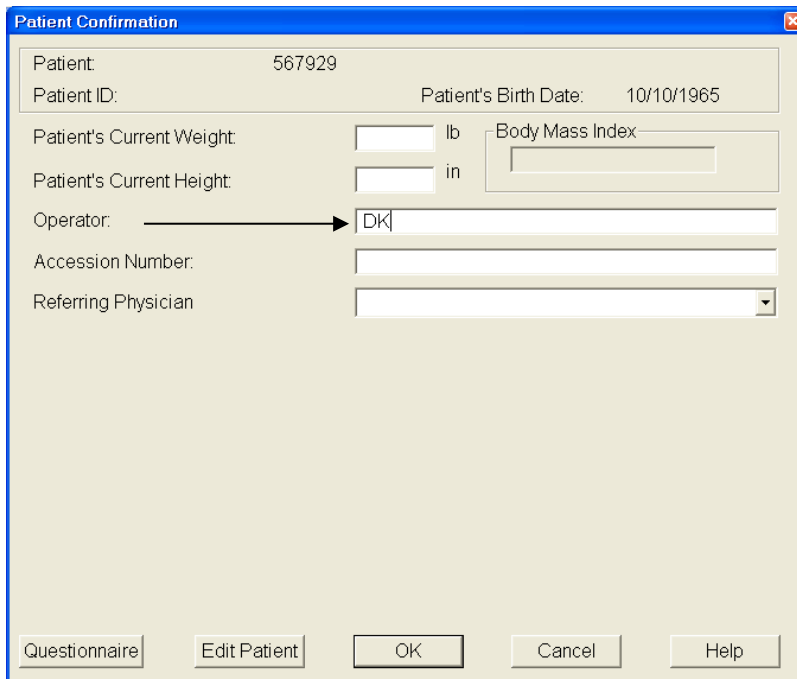 Patient Confirmation
Patient: 567929
Patient ID: Patient's Birth Date: 10/10/1965
Patient's Current Weight: lb Body Mass Index
Patient's Current Height: in
Operator: DK
Accession Number:
Referring Physician
Questionnaire Edit Patient OK Cancel Help